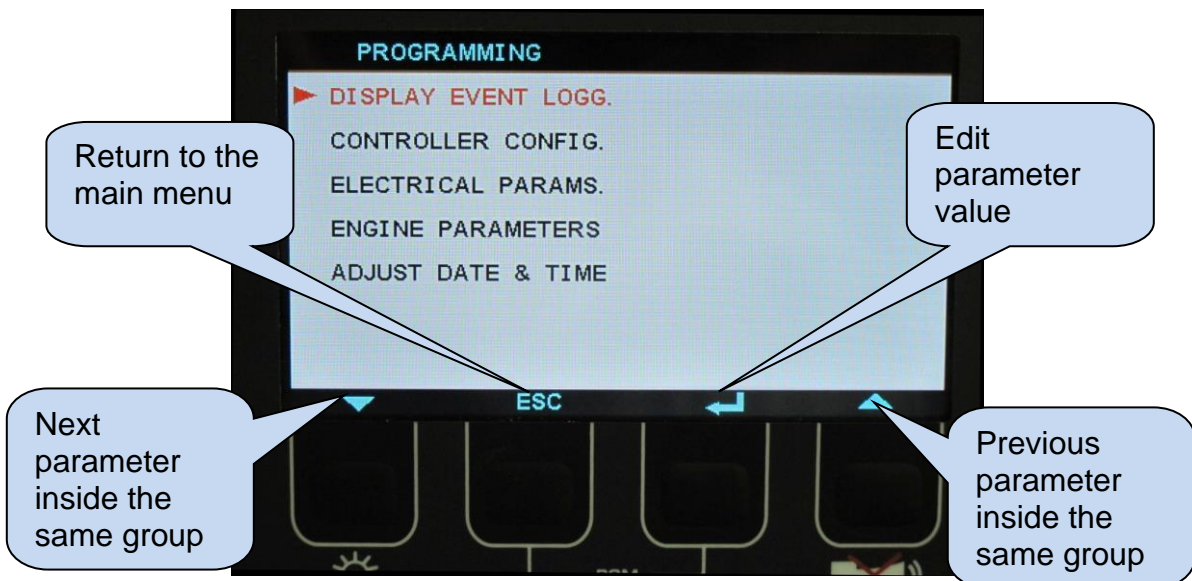 PROGRAMMING
DISPLAY EVENT LOGG.
CONTROLLER CONFIG.
ELECTRICAL PARAMS.
ENGINE PARAMETERS
ADJUST DATE & TIME
Return to the
main menu
Edit
parameter
value
ESC
Next
parameter
inside the
same group
Previous
parameter
inside the
same group